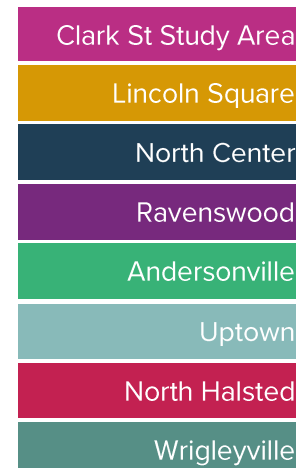 Clark St Study Area
Lincoln Square
North Center
Ravenswood
Andersonville
Uptown
North Halsted
Wrigleyville